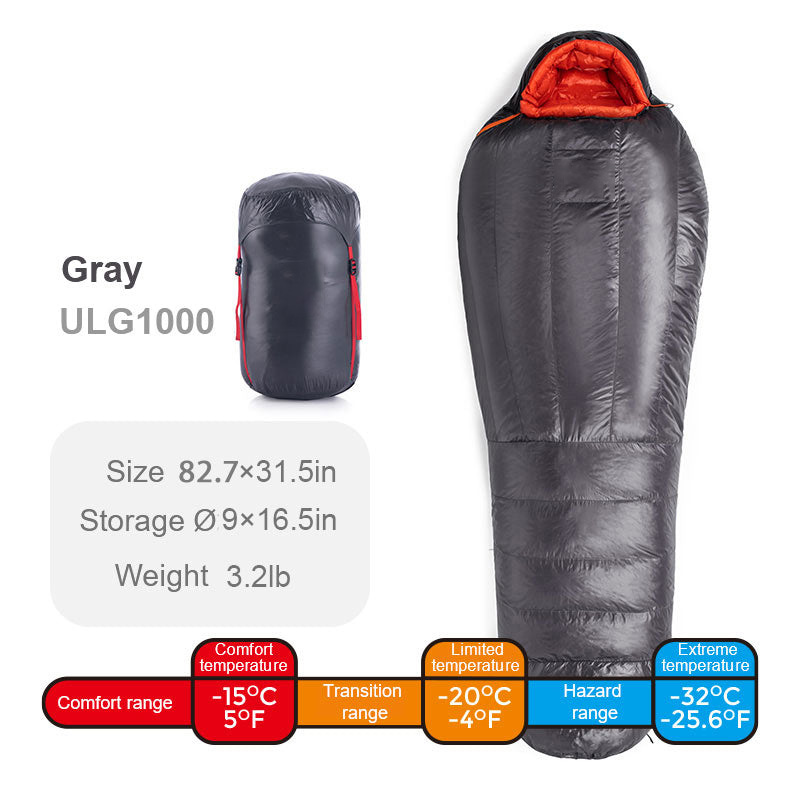 Gray
ULG1000
Size 82.7×31.5in
Storage Ø 9×16.5in
Weight 3.2lb
Comfort range
Comfort
temperature
-15°C
5°F
Transition
range
Limited
temperature
-20°C
-4°F
Hazard
range
Extreme
temperature
-32°C
-25.6°F